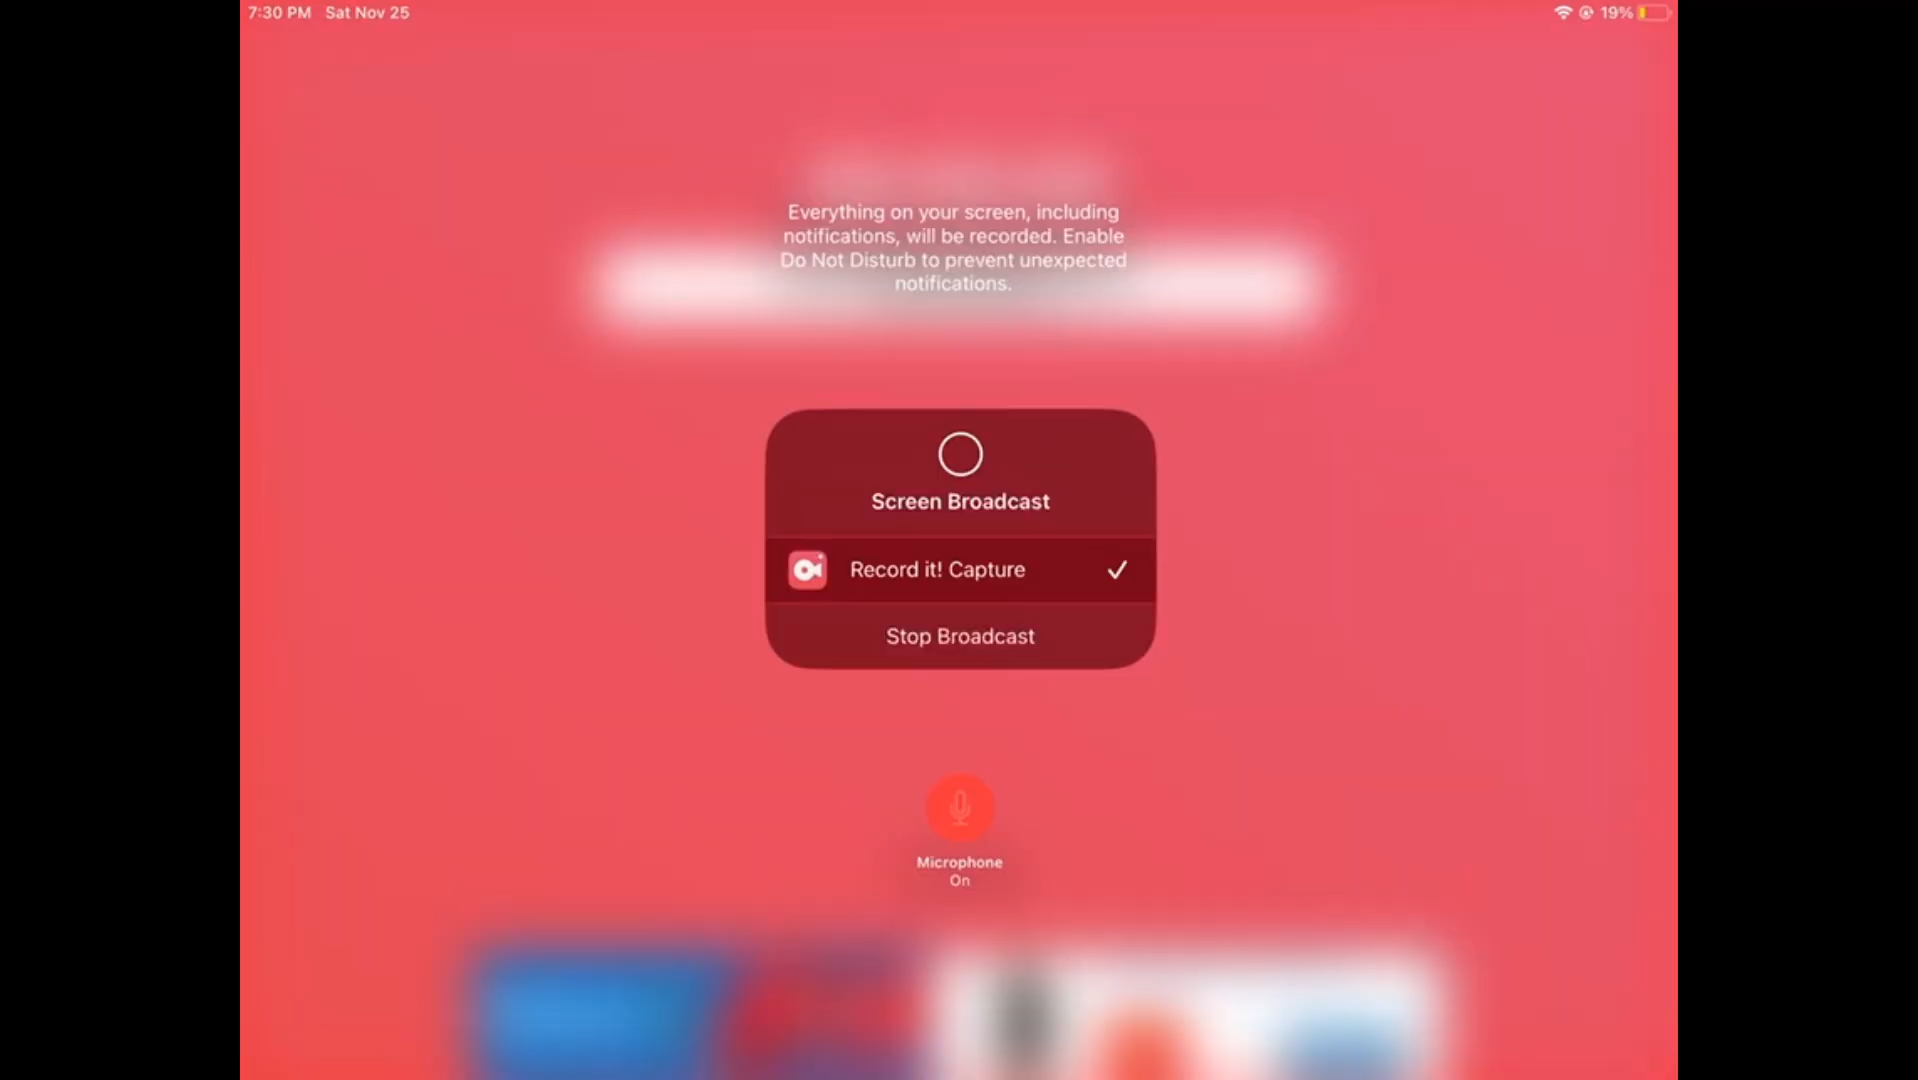 7:30 PM Sat Nov 25
19%
Everything on your screen, including
notifications, will be recorded. Enable
Do Not Disturb to prevent unexpected
notifications.
Screen Broadcast
Record it! Capture
Stop Broadcast
Microphone
On